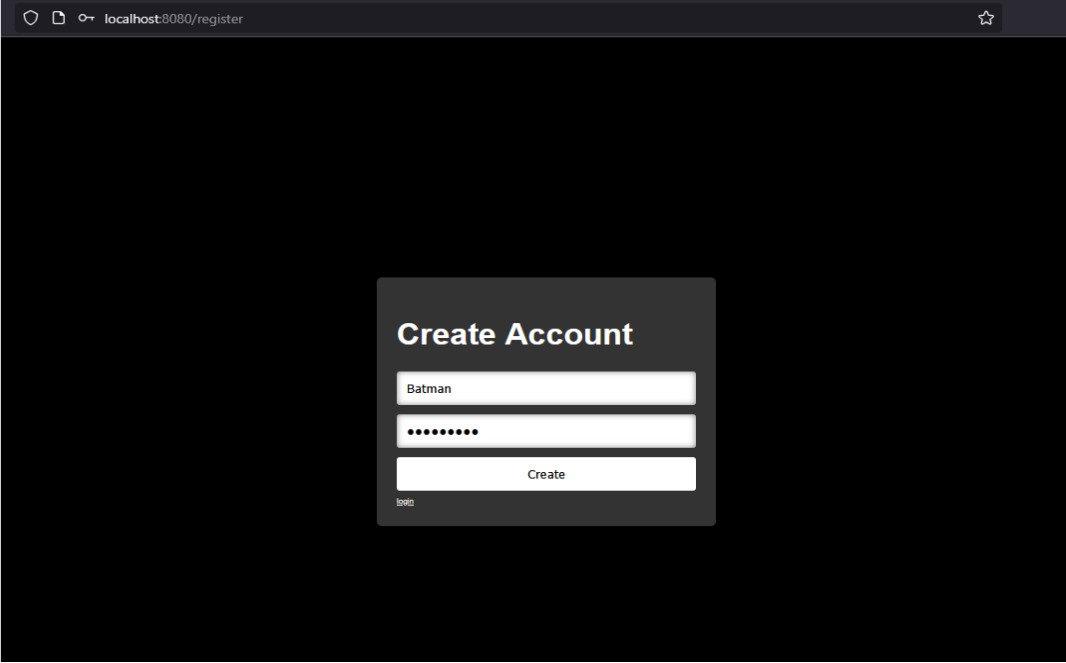 localhost:8080/register
Create Account
Batman
•••••••••
Create
login